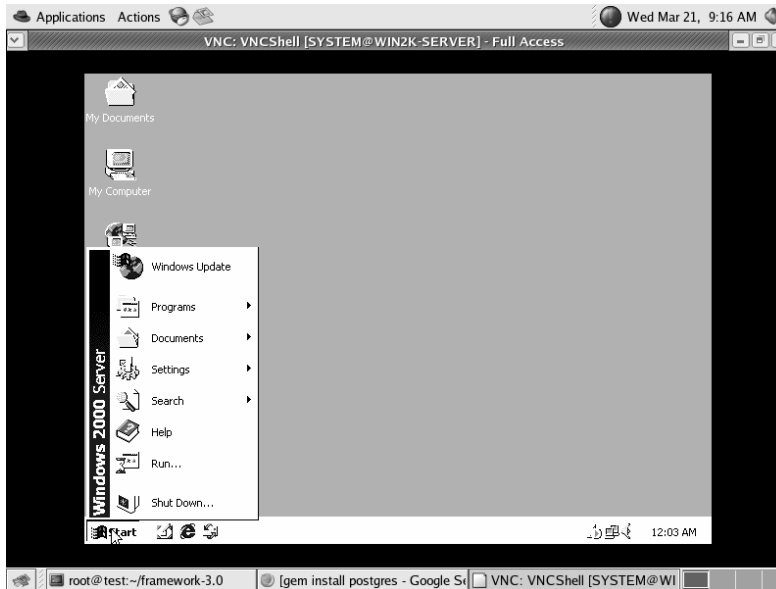 Applications Actions Wed Mar 21, 9:16 AM
VNC: VNCShell [SYSTEM@WIN2K-SERVER] - Full Access
My Documents
My Computer
Windows Update
Programs
Documents
Settings
Search
Help
Run...
Shut Down...
Windows 2000 Server
Start 12:03 AM
root@test:~/framework-3.0 [gem install postgres - Google Se VNC: VNCShell [SYSTEM@WI